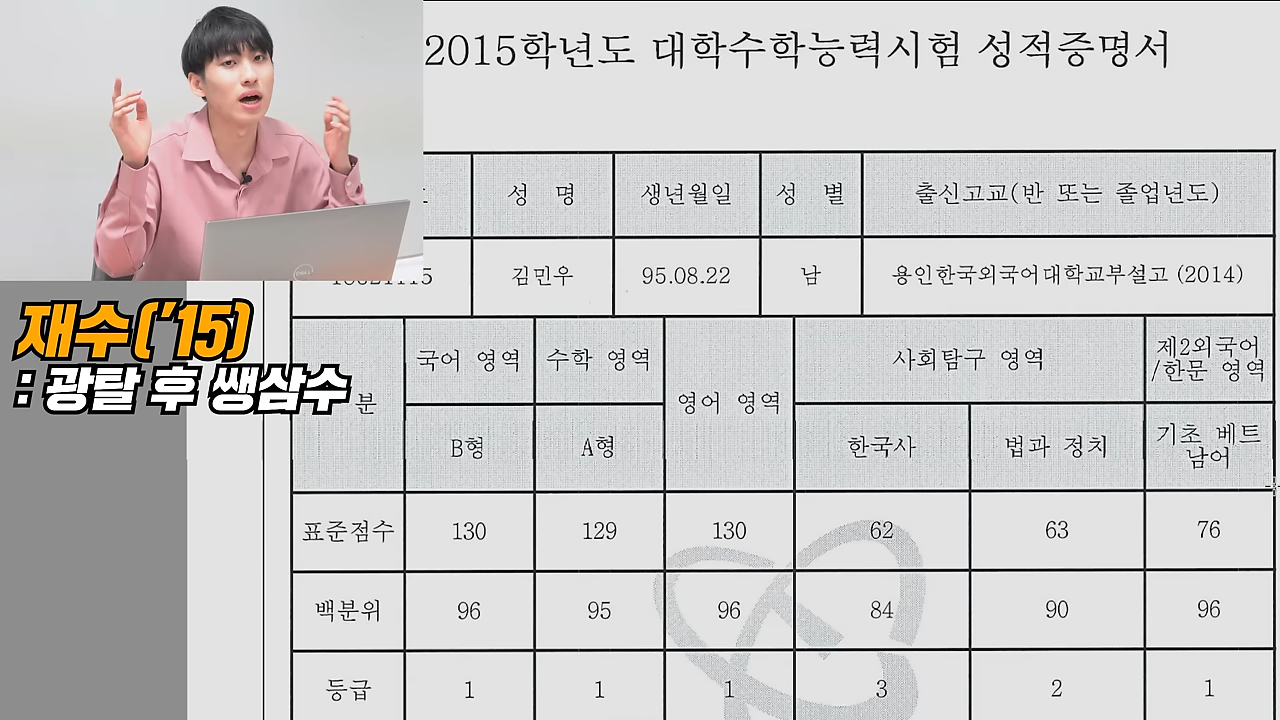 2015학년도 대학수학능력시험 성적증명서
성 명 생년월일 성 별 출신고교(반 또는 졸업년도)
김민우 95.08.22 남 용인한국외국어대학교부설고 (2014)
재수('15)
: 광탈 후 쌩삼수
분 국어 영역 수학 영역 영어 영역 사회탐구 영역 제2외국어
/한문 영역
B형 A형 한국사 법과 정치 기초 베트
남어
표준점수 130 129 130 62 63 76
백분위 96 95 96 84 90 96
등급 1 1 1 3 2 1
DELL